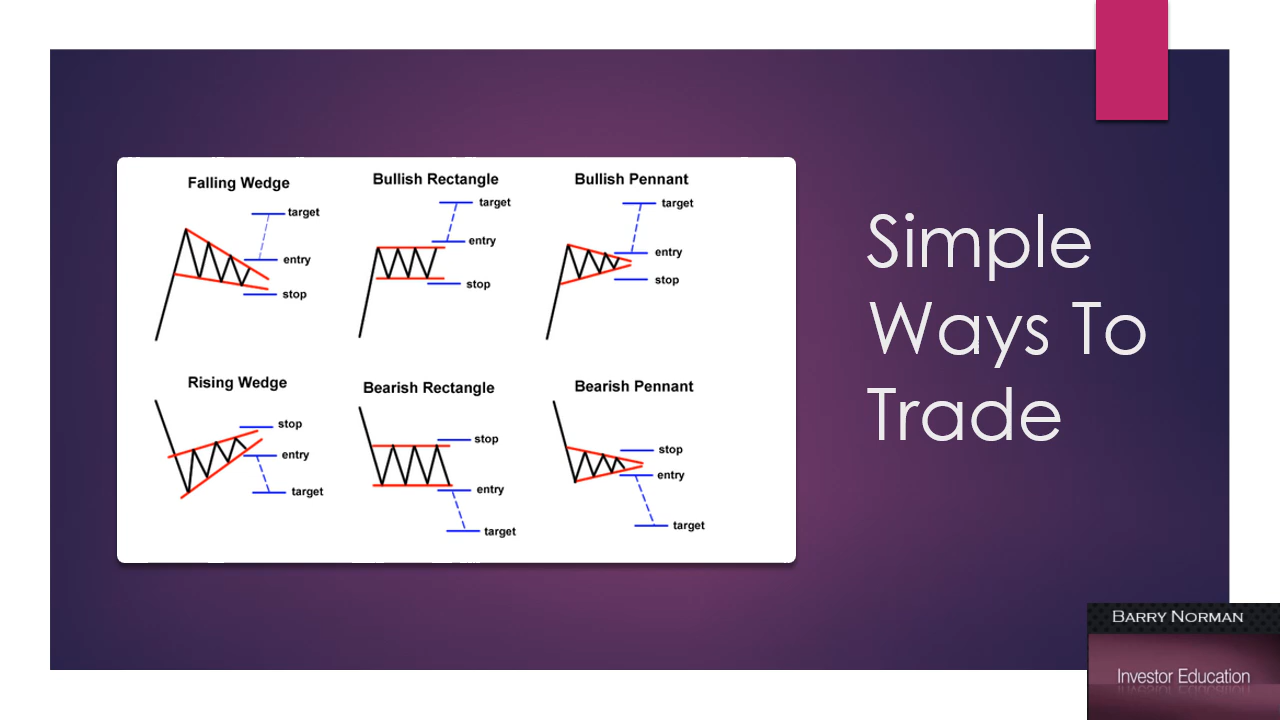 Falling Wedge
target
entry
stop
Bullish Rectangle
target
entry
stop
Bullish Pennant
target
entry
stop
Rising Wedge
stop
entry
target
Bearish Rectangle
stop
entry
target
Bearish Pennant
stop
entry
target
Simple
Ways To
Trade
BARRY NORMAN
Investor Education